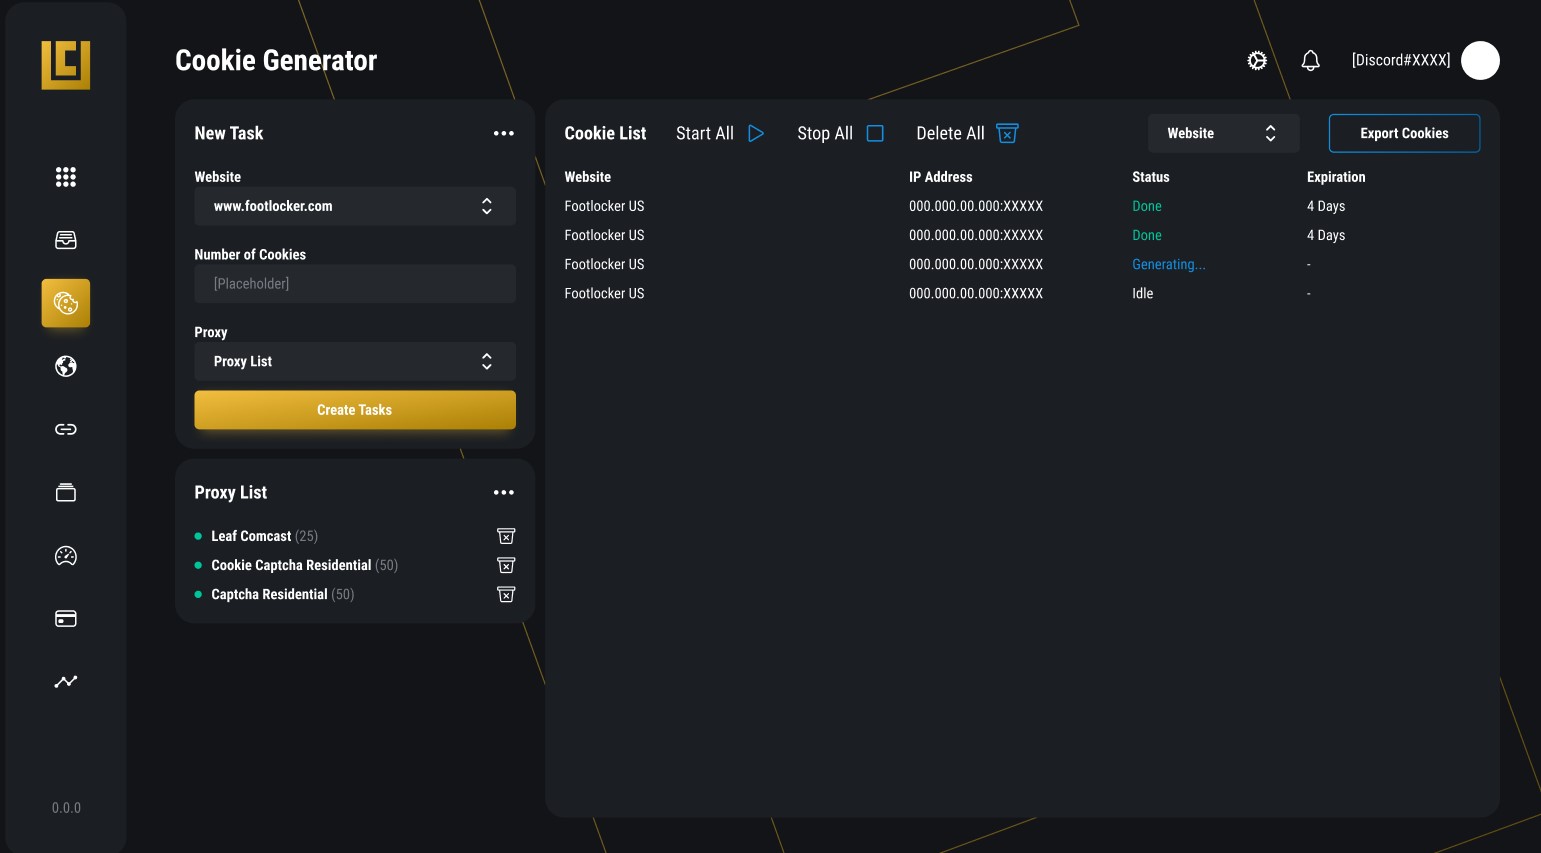 Cookie Generator
[Discord#XXXX]
New Task
Website
www.footlocker.com
Number of Cookies
[Placeholder]
Proxy
Proxy List
Create Tasks
Proxy List
Leaf Comcast (25)
Cookie Captcha Residential (50)
Captcha Residential (50)
0.0.0
Cookie List Start All Stop All Delete All Website Export Cookies
Website IP Address Status Expiration
Footlocker US 000.000.00.000:XXXXX Done 4 Days
Footlocker US 000.000.00.000:XXXXX Done 4 Days
Footlocker US 000.000.00.000:XXXXX Generating... -
Footlocker US 000.000.00.000:XXXXX Idle -